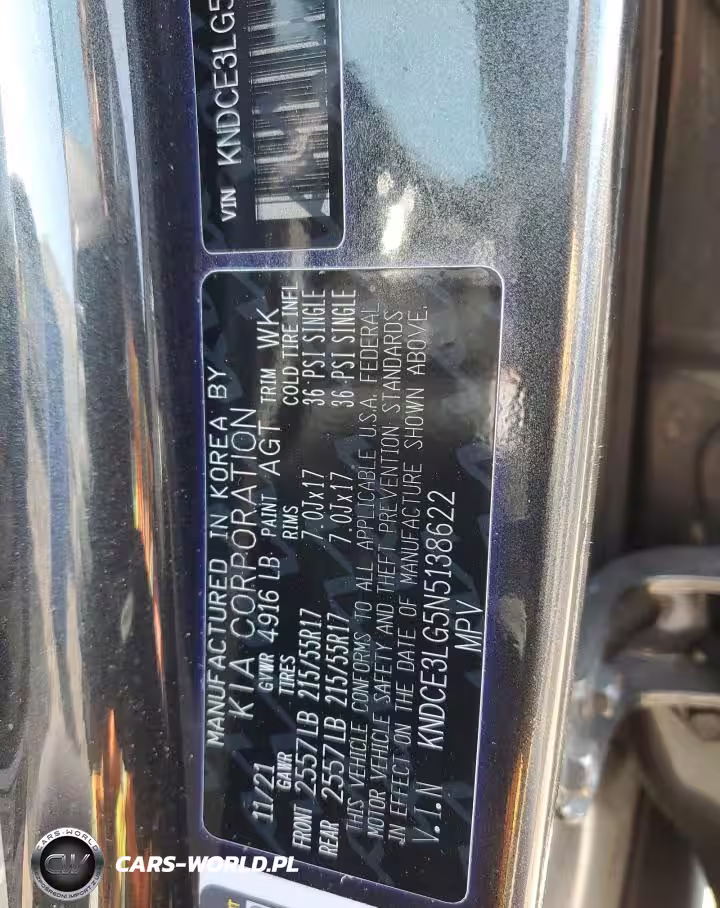 VIN KNDCE3LG5
MANUFACTURED IN KOREA BY
KIA CORPORATION
11/21 GVWR 4916 LB PAINT AGT TRIM WK
GAWR TIRES RIMS COLD TIRE INFL
FRONT 2557LB 215/55R17 7.0Jx17 36 PSI SINGLE
REAR 2557LB 215/55R17 7.0Jx17 36 PSI SINGLE
THIS VEHICLE CONFORMS TO ALL APPLICABLE U.S.A. FEDERAL
MOTOR VEHICLE SAFETY AND THEFT PREVENTION STANDARDS
IN EFFECT ON THE DATE OF MANUFACTURE SHOWN ABOVE.
V.I.N KNDCE3LG5N5138622
MPV
CARS-WORLD
CW
CARS-WORLD.PL